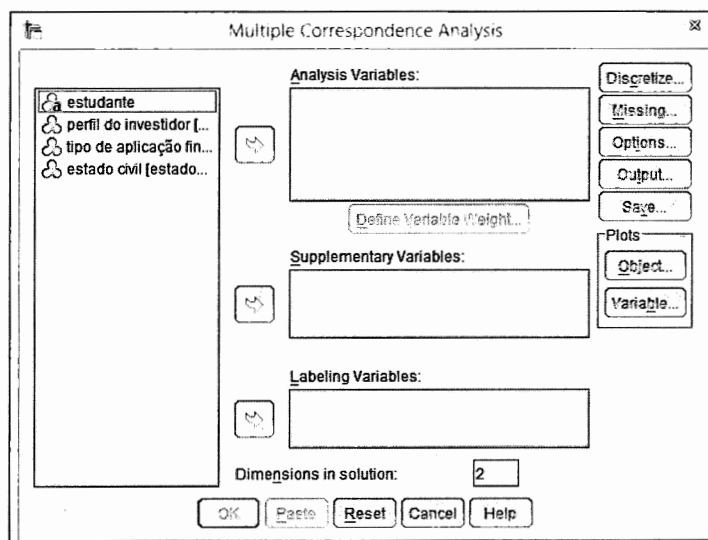 Multiple Correspondence Analysis
estudante
perfil do investidor [...
tipo de aplicação fin...
estado civil [estado...
Analysis Variables:
Define Variable Weight...
Supplementary Variables:
Labeling Variables:
Dimensions in solution: 2
Discretize...
Missing...
Options...
Output...
Save...
Plots
Object...
Variable...
OK Paste Reset Cancel Help